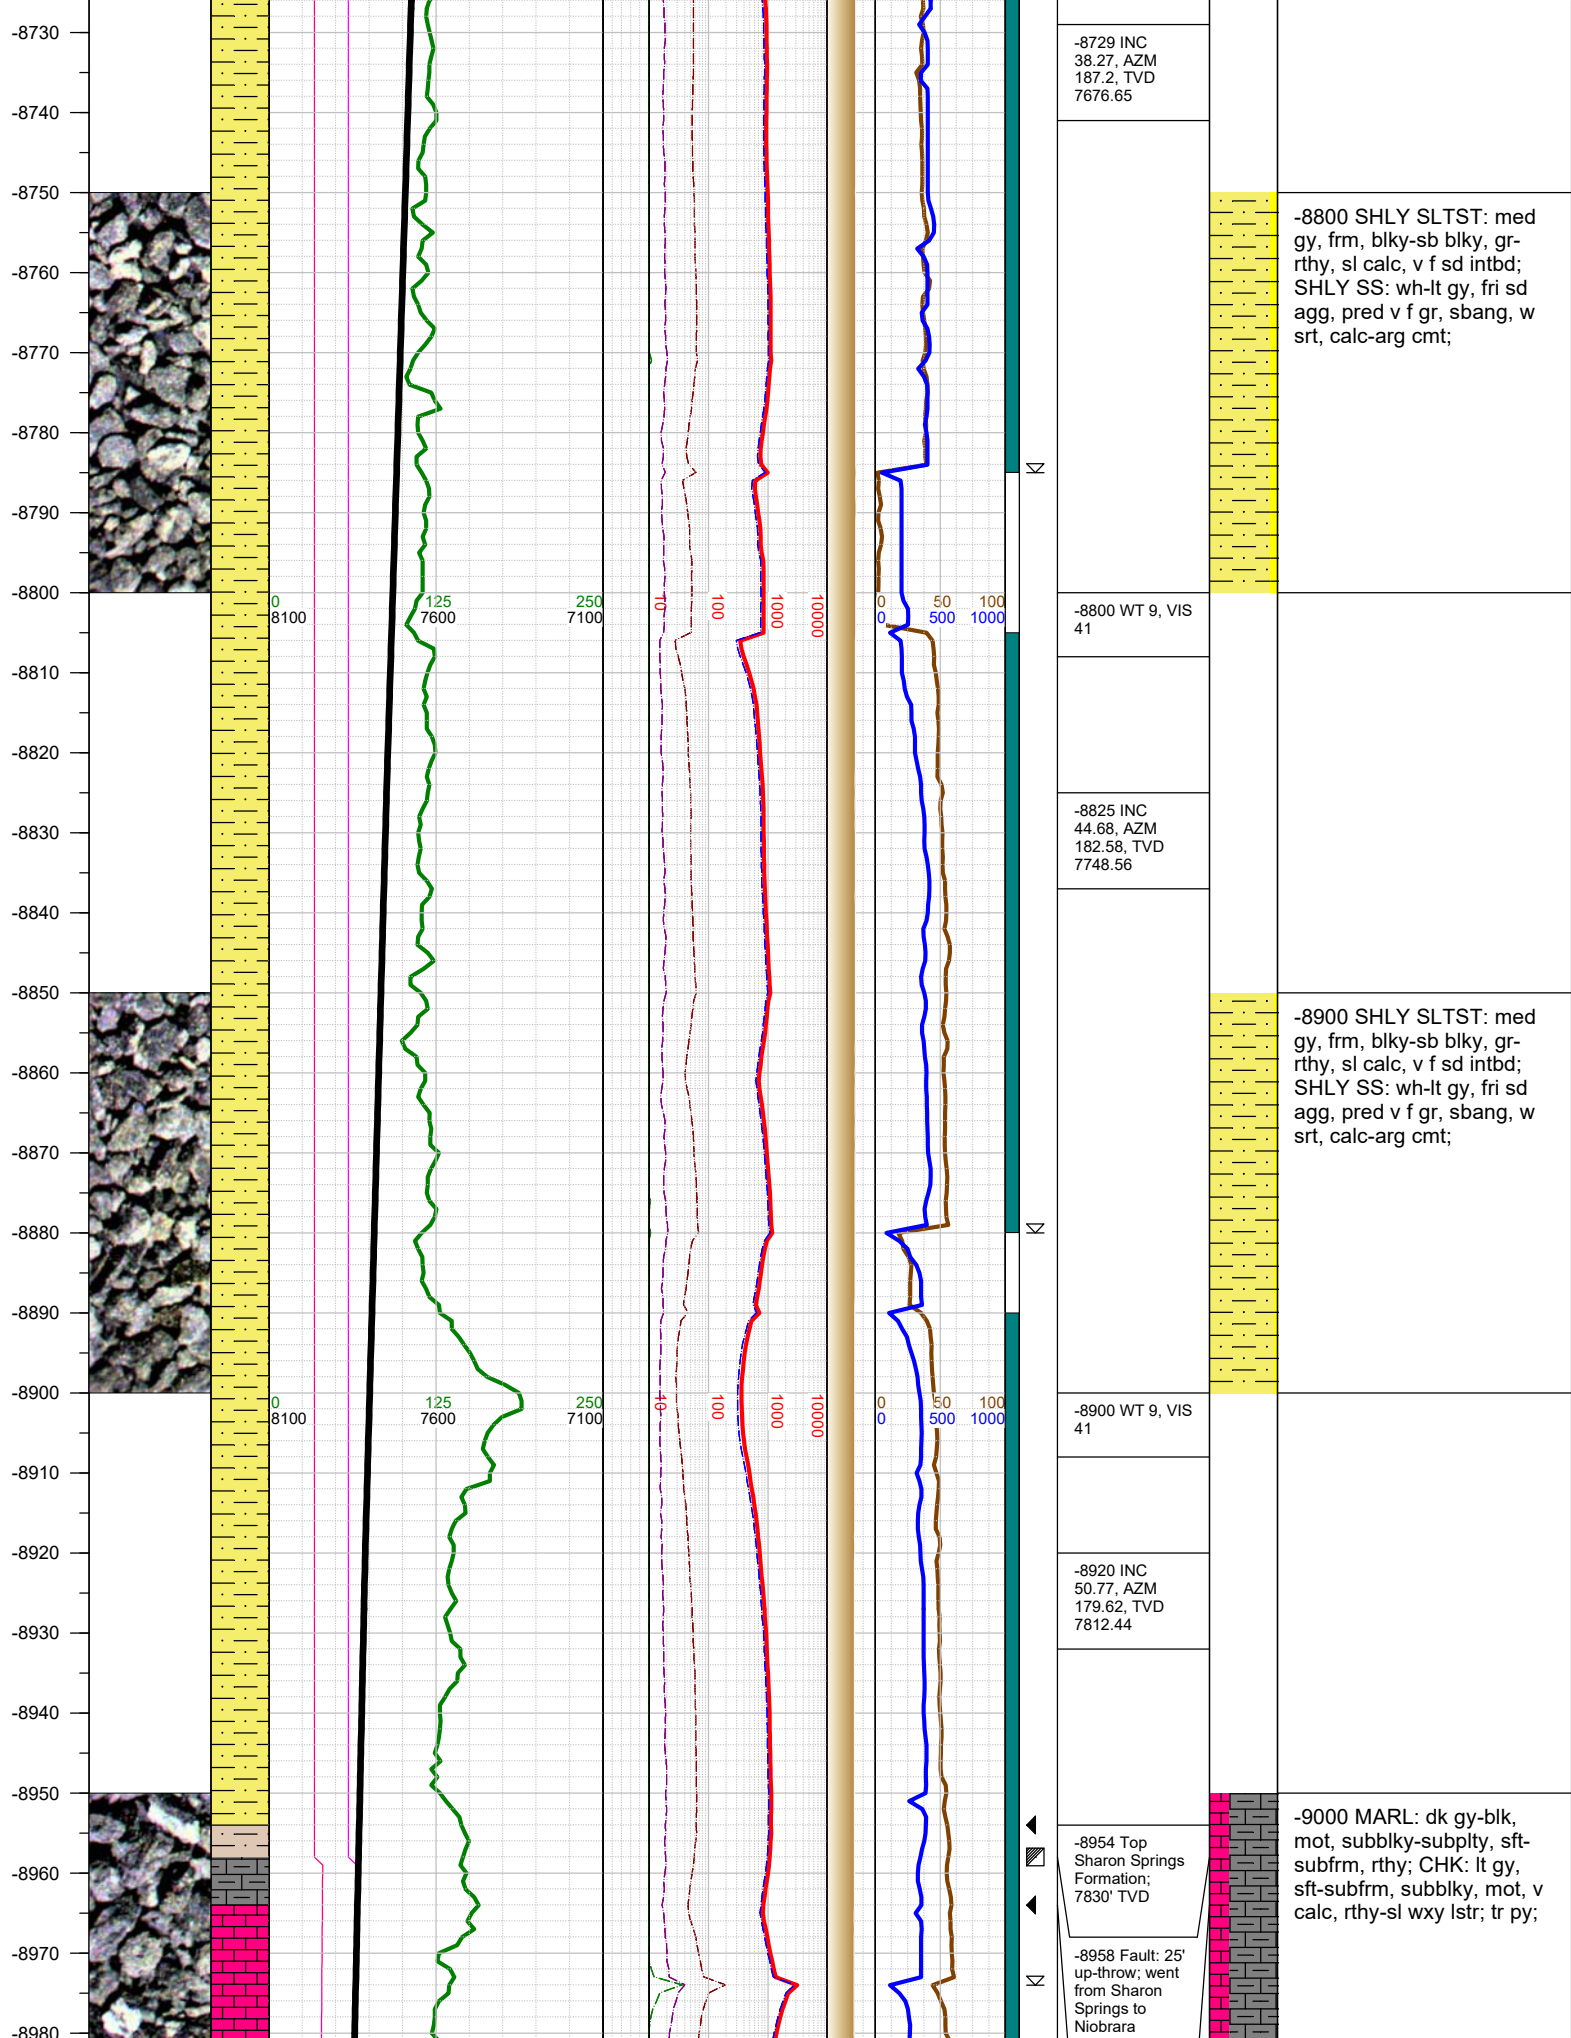 -8730
-8740
-8750
-8760
-8770
-8780
-8790
-8800
-8810
-8820
-8830
-8840
-8850
-8860
-8870
-8880
-8890
-8900
-8910
-8920
-8930
-8940
-8950
-8960
-8970
-8980
0 125 250
8100 7600 7100
10 100 1000 10000
0 50 100
0 500 1000
0 125 250
8100 7600 7100
10 100 1000 10000
0 50 100
0 500 1000
-8729 INC
38.27, AZM
187.2, TVD
7676.65
-8800 WT 9, VIS
41
-8825 INC
44.68, AZM
182.58, TVD
7748.56
-8900 WT 9, VIS
41
-8920 INC
50.77, AZM
179.62, TVD
7812.44
-8954 Top
Sharon Springs
Formation;
7830' TVD
-8958 Fault: 25'
up-throw; went
from Sharon
Springs to
Niobrara
-8800 SHLY SLTST: med
gy, frm, blky-sb blky, gr-
rthy, sl calc, v f sd intbd;
SHLY SS: wh-lt gy, fri sd
agg, pred v f gr, sbang, w
srt, calc-arg cmt;
-8900 SHLY SLTST: med
gy, frm, blky-sb blky, gr-
rthy, sl calc, v f sd intbd;
SHLY SS: wh-lt gy, fri sd
agg, pred v f gr, sbang, w
srt, calc-arg cmt;
-9000 MARL: dk gy-blk,
mot, subblky-subplty, sft-
subfrm, rthy; CHK: lt gy,
sft-subfrm, subblky, mot, v
calc, rthy-sl wxy lstr; tr py;